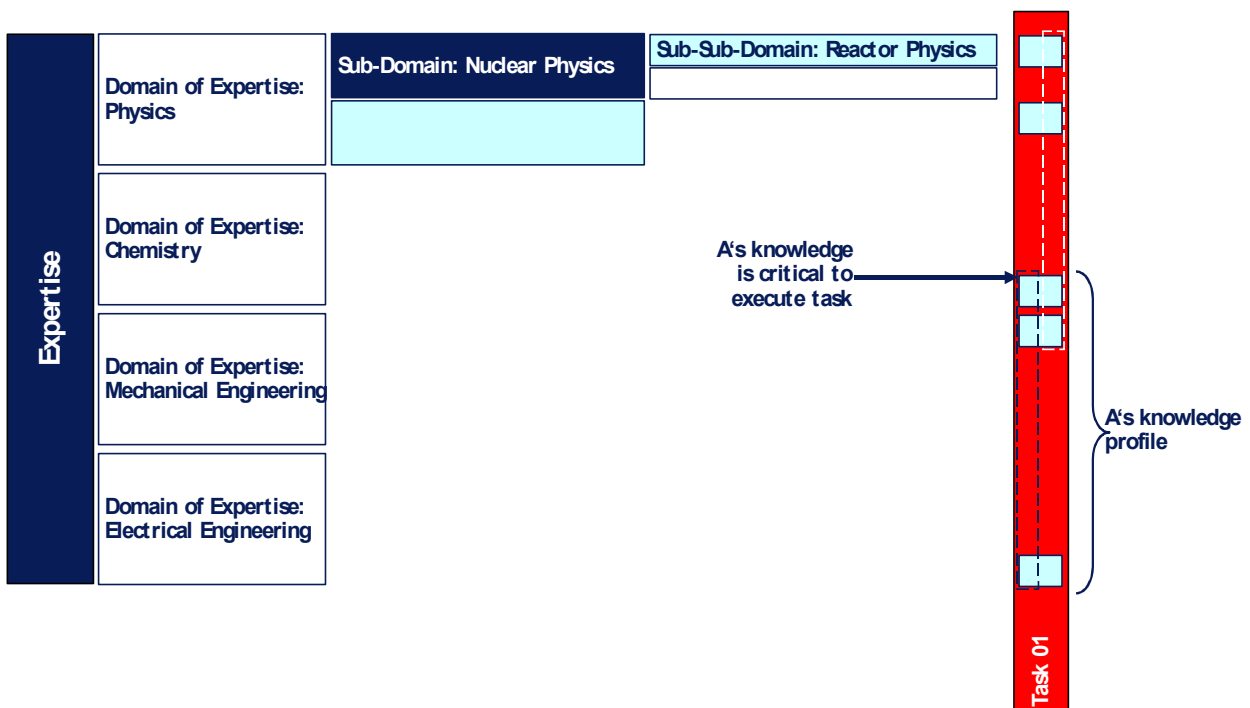 Expertise
Domain of Expertise:
Physics
Sub-Domain: Nuclear Physics
Sub-Sub-Domain: Reactor Physics
Domain of Expertise:
Chemistry
A‘s knowledge
is critical to
execute task
Domain of Expertise:
Mechanical Engineering
A‘s knowledge
profile
Domain of Expertise:
Electrical Engineering
Task 01